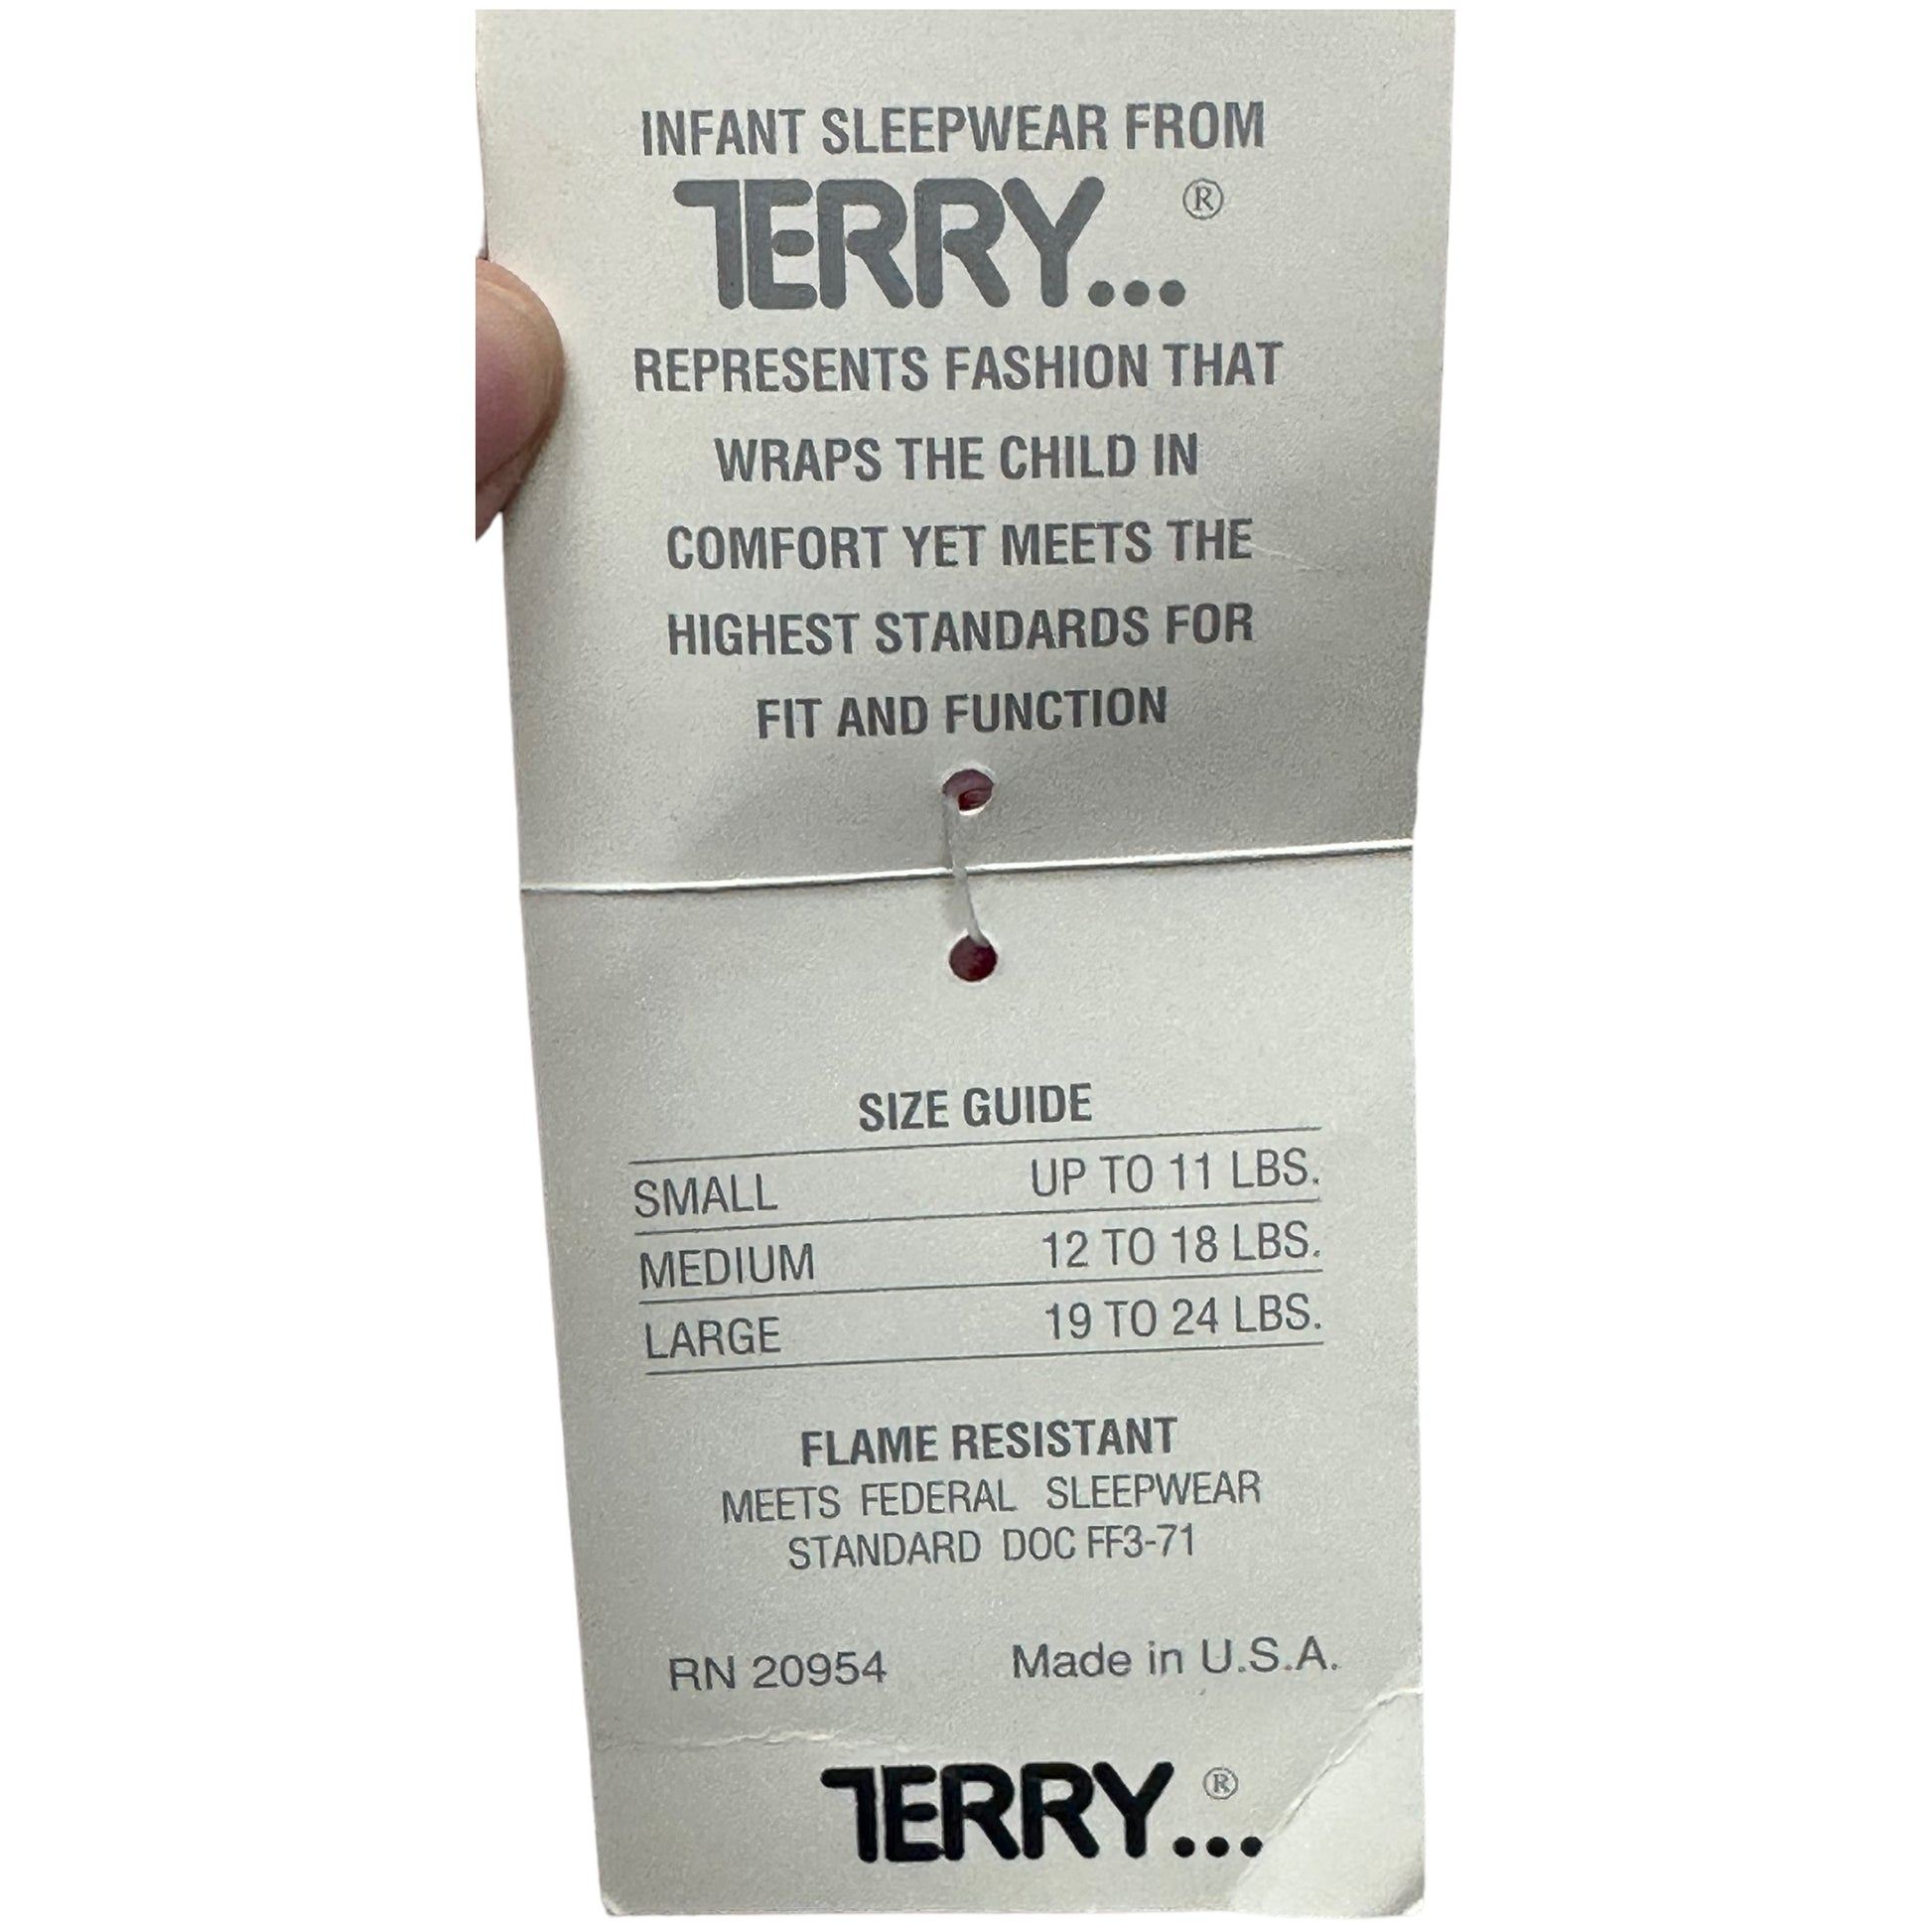 INFANT SLEEPWEAR FROM
TERRY... ®
REPRESENTS FASHION THAT
WRAPS THE CHILD IN
COMFORT YET MEETS THE
HIGHEST STANDARDS FOR
FIT AND FUNCTION
SIZE GUIDE
SMALL UP TO 11 LBS.
MEDIUM 12 TO 18 LBS.
LARGE 19 TO 24 LBS.
FLAME RESISTANT
MEETS FEDERAL SLEEPWEAR
STANDARD DOC FF3-71
RN 20954 Made in U.S.A.
TERRY... ®